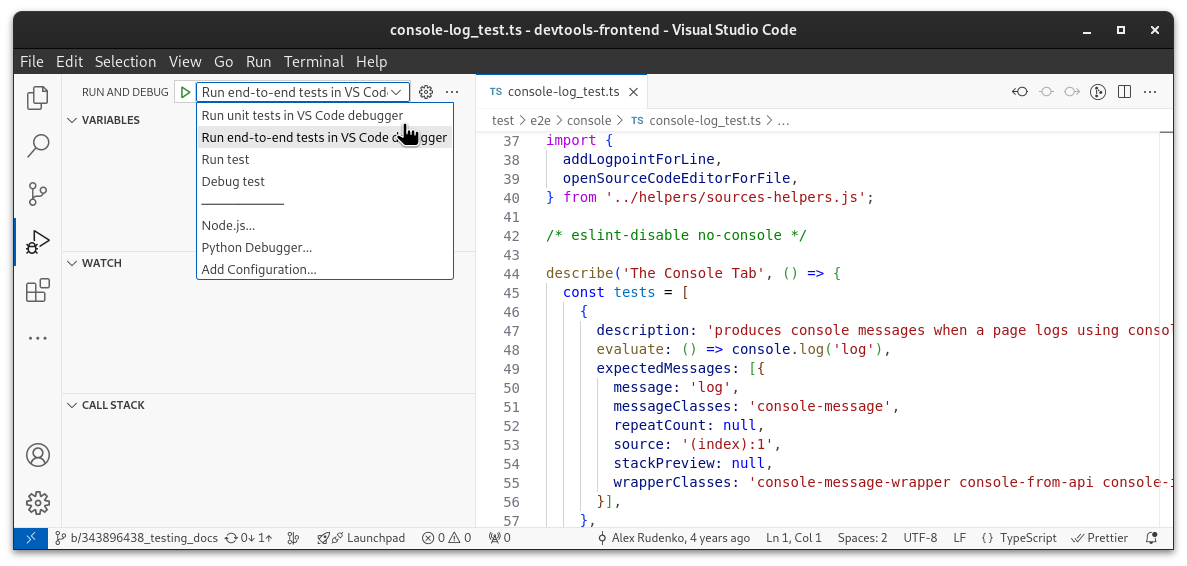 console-log_test.ts - devtools-frontend - Visual Studio Code
File Edit Selection View Go Run Terminal Help
RUN AND DEBUG
Run end-to-end tests in VS Cod
Run unit tests in VS Code debugger
Run end-to-end tests in VS Code debugger
Run test
Debug test
Node.js...
Python Debugger...
Add Configuration...
VARIABLES
WATCH
CALL STACK
TS console-log_test.ts
test > e2e > console > TS console-log_test.ts > ...
37 import {
38 addLogpointForLine,
39 openSourceCodeEditorForFile,
40 } from '../helpers/sources-helpers.js';
41
42 /* eslint-disable no-console */
43
44 describe('The Console Tab', () => {
45 const tests = [
46 {
47 description: 'produces console messages when a page logs using consol
48 evaluate: () => console.log('log'),
49 expectedMessages: [{
50 message: 'log',
51 messageClasses: 'console-message',
52 repeatCount: null,
53 source: '(index):1',
54 stackPreview: null,
55 wrapperClasses: 'console-message-wrapper console-from-api console-i
56 }],
57 },
b/343896438_testing_docs 0↓ 1↑ Launchpad 0 0 0 Alex Rudenko, 4 years ago Ln 1, Col 1 Spaces: 2 UTF-8 LF {} TypeScript Prettier